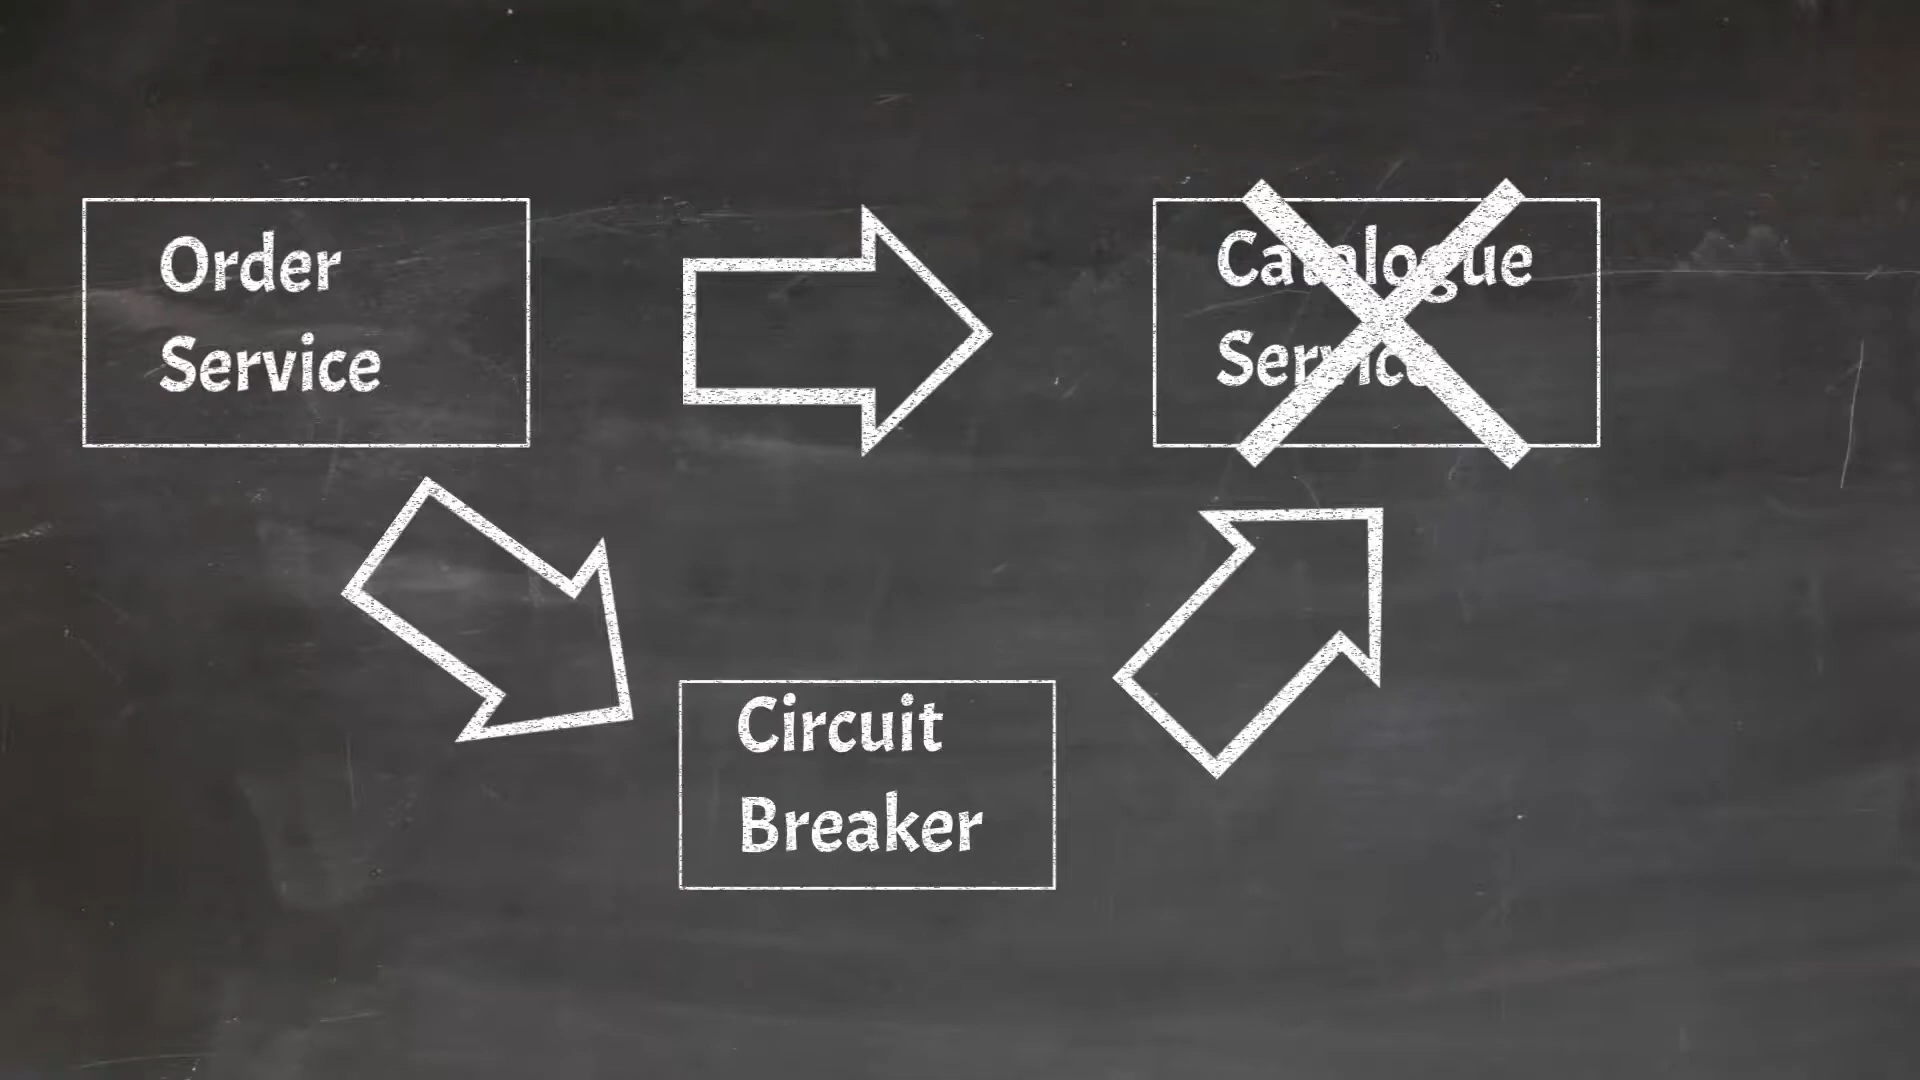 Order
Service
Catalogue
Service
Circuit
Breaker